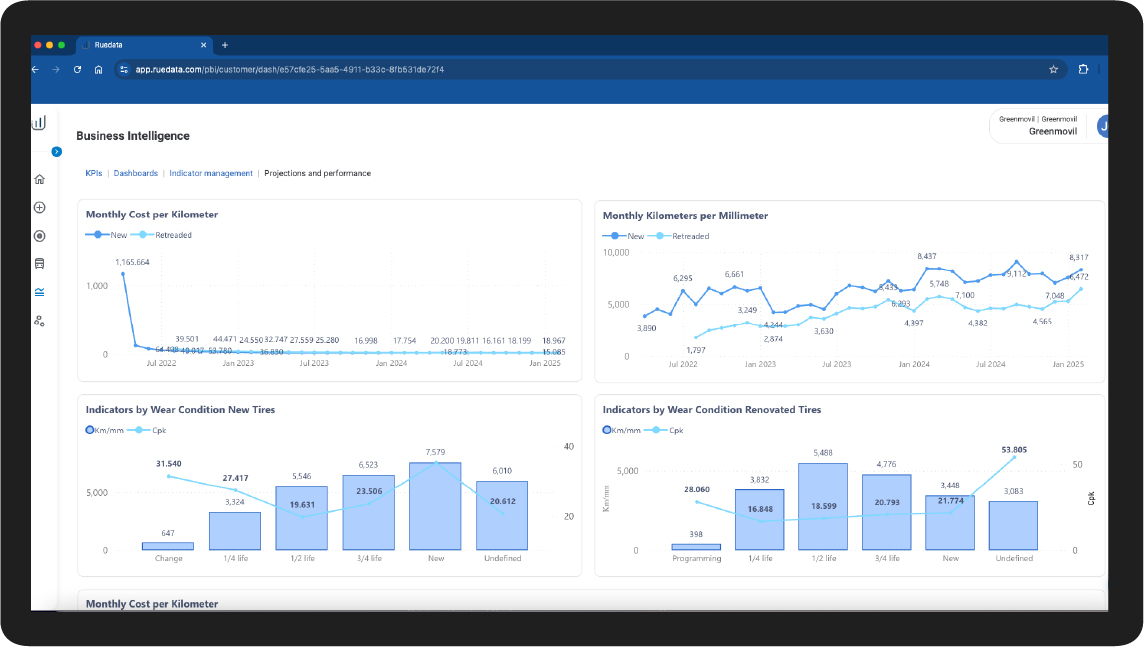 Ruedata
app.ruedata.com/pbi/customer/dash/e57cfe25-5aa5-4911-b33c-8fb531de72f4
Greenmovil | Greenmovil
Greenmovil
J
Business Intelligence
KPIs | Dashboards | Indicator management | Projections and performance
Monthly Cost per Kilometer
New Retreaded
1,165.664
1,000
39.501 44.471 24.550 32.747 27.559 25.280 16.998 17.754 20.200 19.811 16.161 18.199 18.967
53.780 36.830 18.773 15.085
0
Jul 2022 Jan 2023 Jul 2023 Jan 2024 Jul 2024 Jan 2025
Monthly Kilometers per Millimeter
New Retreaded
10,000
8,437 8,317
6,295 6,661
9,112 6,472
5,433 5,748
7,100 7,048
5,000
6,293
3,249
3,890 4,244 3,630 4,397 4,382 4,565
2,874
1,797
0
Jul 2022 Jan 2023 Jul 2023 Jan 2024 Jul 2024 Jan 2025
Indicators by Wear Condition New Tires
Km/mm Cpk
40
7,579
31.540 6,523
27.417 5,546 6,010
5,000
23.506
3,324 19.631 20.612
20
647
0
Change 1/4 life 1/2 life 3/4 life New Undefined
Indicators by Wear Condition Renovated Tires
Km/mm Cpk
5,488 53.805
5,000 4,776 50
3,832
28.060 3,448
Km/mm 3,083 Cpk
16.848 18.599 20.793 21.774
398
0 0
Programming 1/4 life 1/2 life 3/4 life New Undefined
Monthly Cost per Kilometer